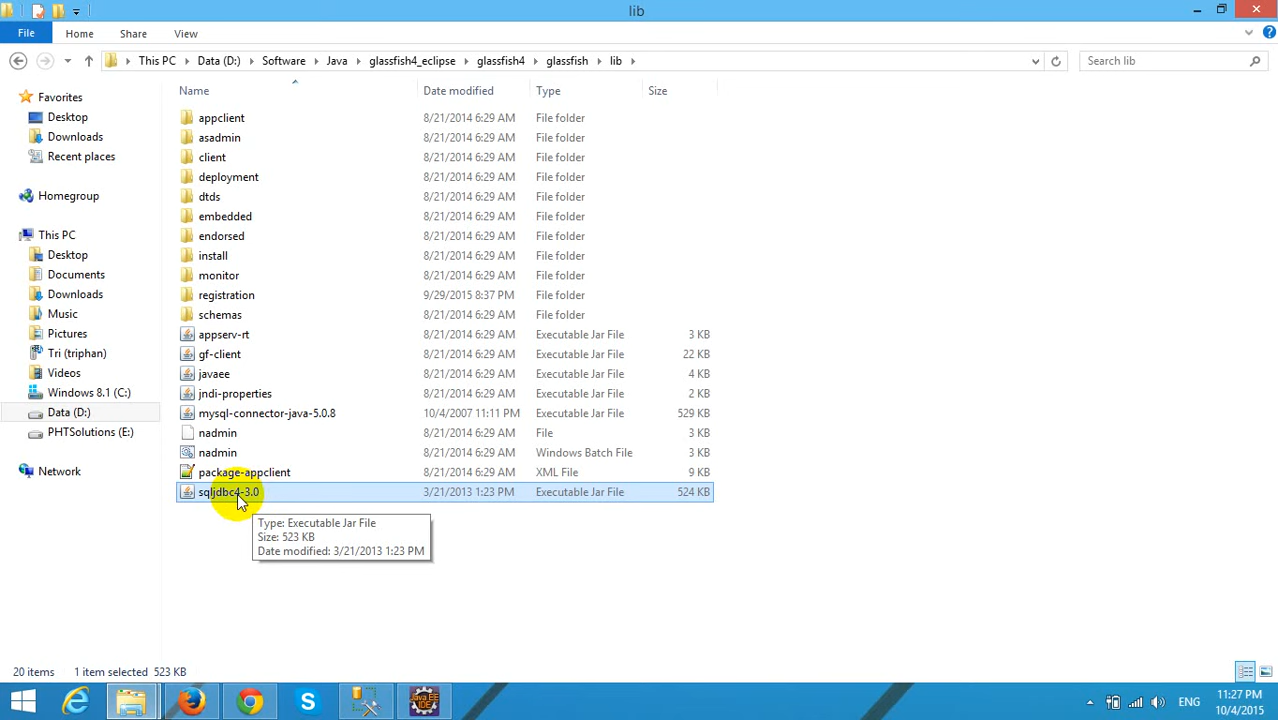 lib
File Home Share View
This PC Data (D:) Software Java glassfish4_eclipse glassfish4 glassfish lib Search lib
Name Date modified Type Size
Favorites
Desktop
Downloads
Recent places
Homegroup
This PC
Desktop
Documents
Downloads
Music
Pictures
Tri (triphan)
Videos
Windows 8.1 (C:)
Data (D:)
PHTSolutions (E:)
Network
appclient 8/21/2014 6:29 AM File folder
asadmin 8/21/2014 6:29 AM File folder
client 8/21/2014 6:29 AM File folder
deployment 8/21/2014 6:29 AM File folder
dtds 8/21/2014 6:29 AM File folder
embedded 8/21/2014 6:29 AM File folder
endorsed 8/21/2014 6:29 AM File folder
install 8/21/2014 6:29 AM File folder
monitor 8/21/2014 6:29 AM File folder
registration 9/29/2015 8:37 PM File folder
schemas 8/21/2014 6:29 AM File folder
appserv-rt 8/21/2014 6:29 AM Executable Jar File 3 KB
gf-client 8/21/2014 6:29 AM Executable Jar File 22 KB
javaee 8/21/2014 6:29 AM Executable Jar File 4 KB
jndi-properties 8/21/2014 6:29 AM Executable Jar File 2 KB
mysql-connector-java-5.0.8 10/4/2007 11:11 PM Executable Jar File 529 KB
nadmin 8/21/2014 6:29 AM File 3 KB
nadmin 8/21/2014 6:29 AM Windows Batch File 3 KB
package-appclient 8/21/2014 6:29 AM XML File 9 KB
sqljdbc4-3.0 3/21/2013 1:23 PM Executable Jar File 524 KB
Type: Executable Jar File
Size: 523 KB
Date modified: 3/21/2013 1:23 PM
20 items 1 item selected 523 KB
Java EE
IDE
ENG
11:27 PM
10/4/2015